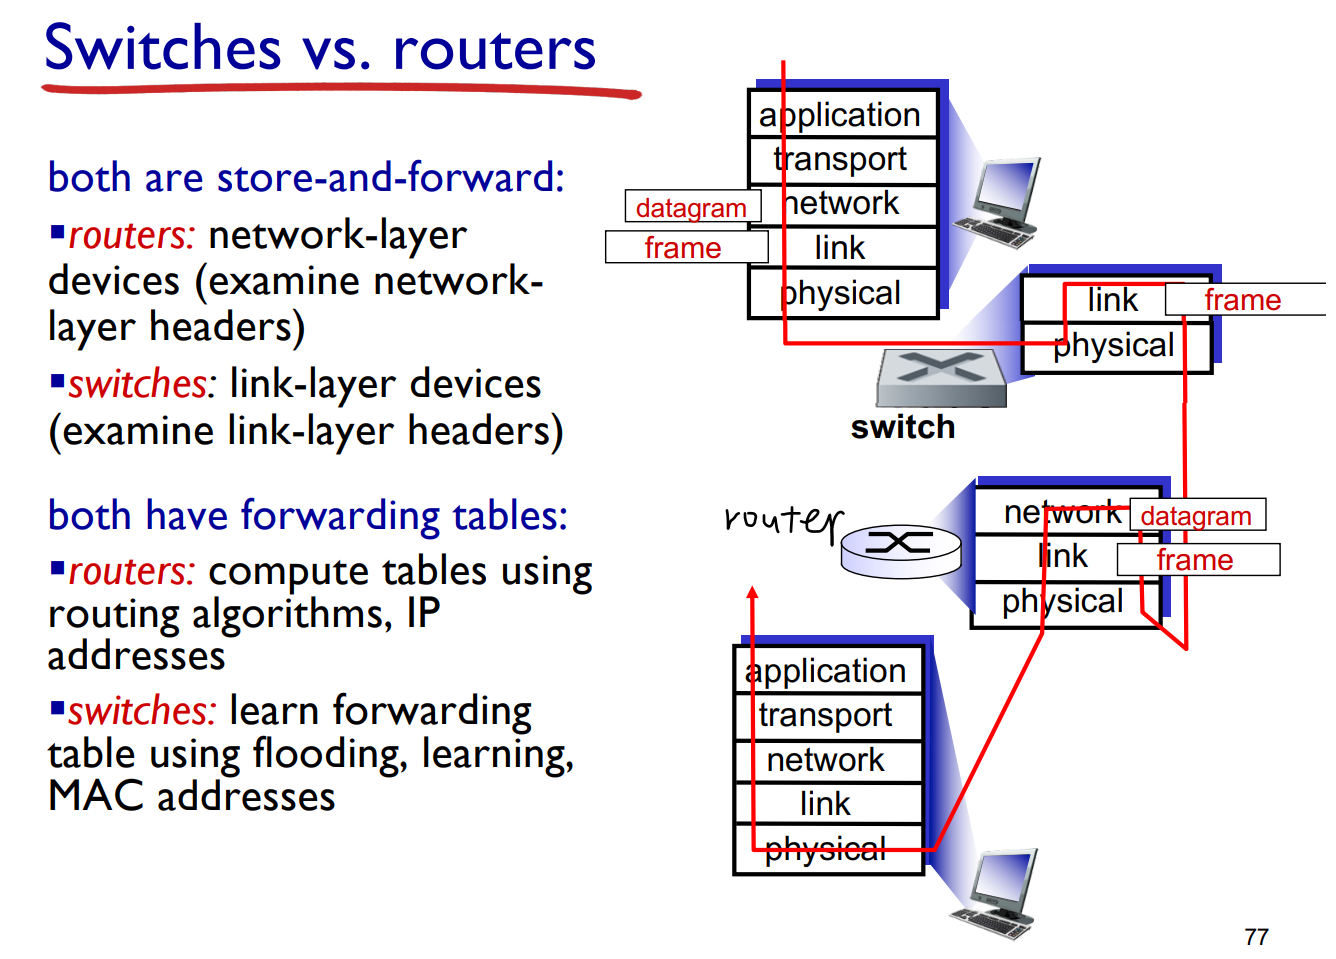 Switches vs. routers
both are store-and-forward:
▪routers: network-layer
devices (examine network-
layer headers)
▪switches: link-layer devices
(examine link-layer headers)
both have forwarding tables:
▪routers: compute tables using
routing algorithms, IP
addresses
▪switches: learn forwarding
table using flooding, learning,
MAC addresses
application
transport
datagram
network
frame
link
physical
link
frame
physical
switch
router
network
datagram
link
frame
physical
application
transport
network
link
physical
77